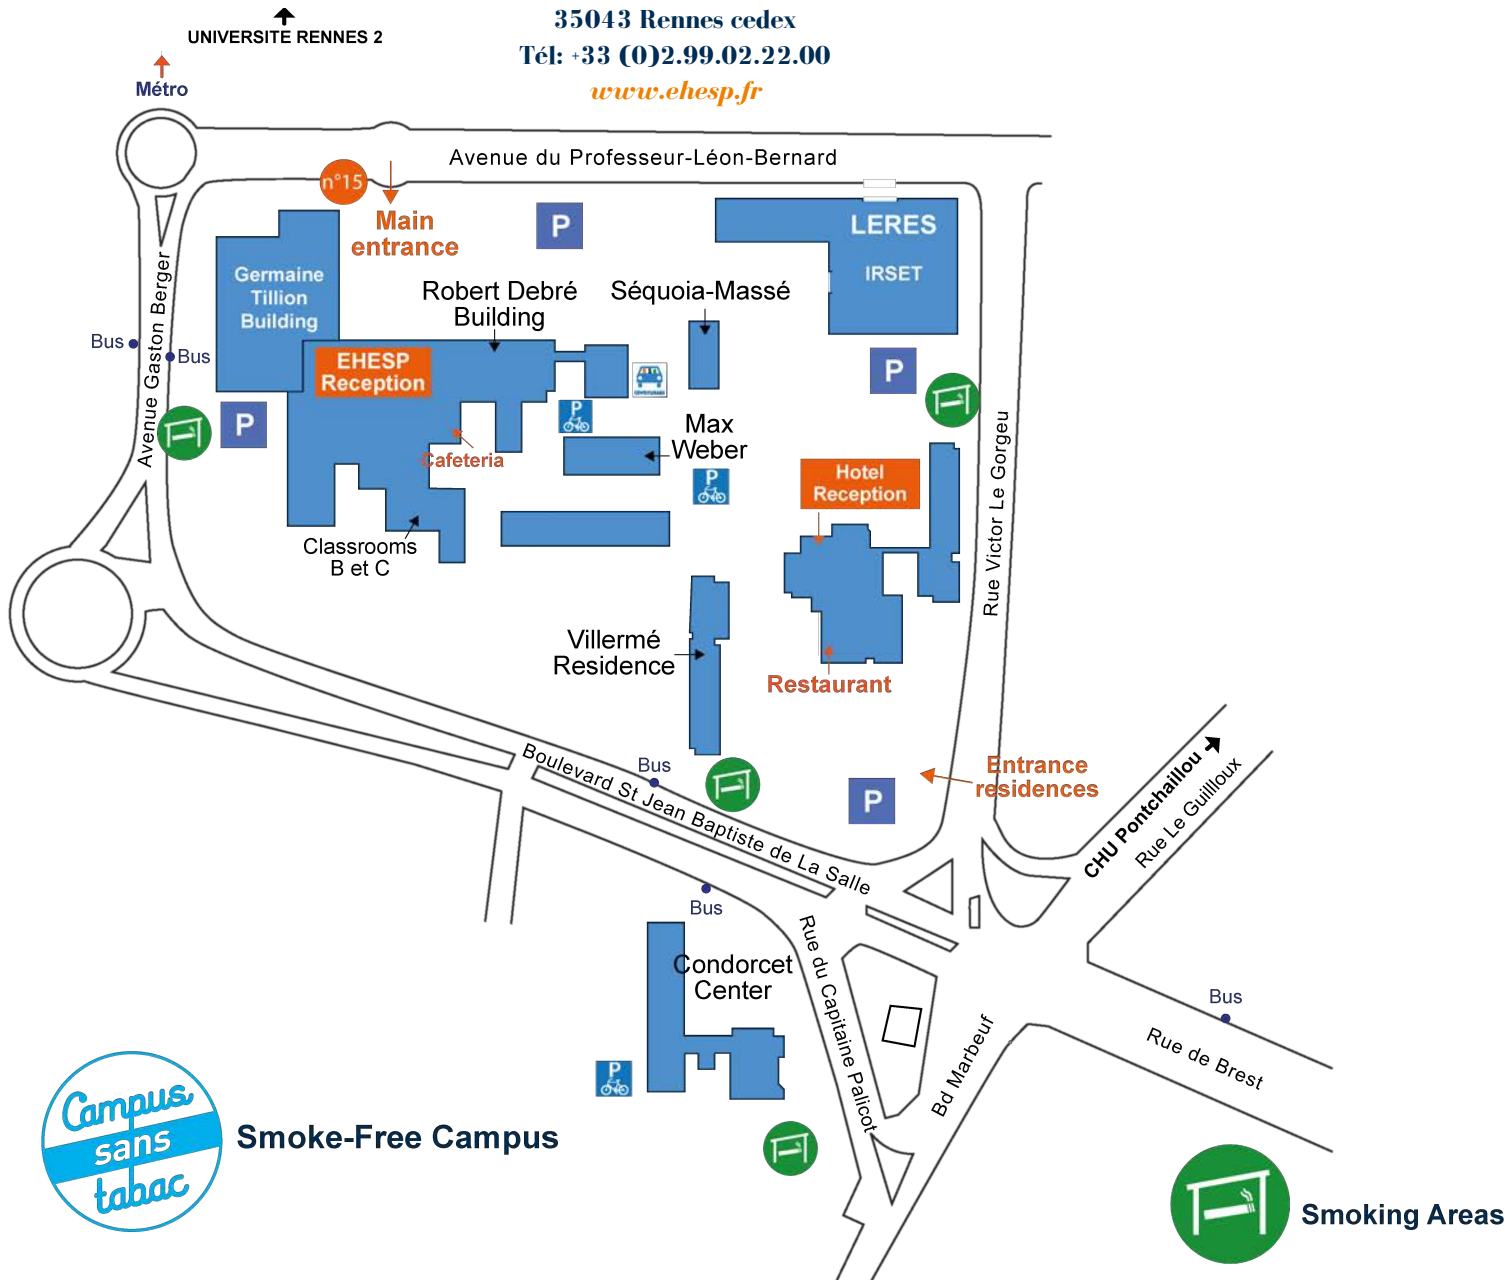 UNIVERSITE RENNES 2
Métro
35043 Rennes cedex
Tél: +33 (0)2.99.02.22.00
www.ehesp.fr
Avenue du Professeur-Léon-Bernard
n°15
Main
entrance
P
LERES
IRSET
Germaine
Tillion
Building
Robert Debré
Building
Séquoia-Massé
Avenue Gaston Berger
Bus
Bus
EHESP
Reception
P
P
P
Cafeteria
Max
Weber
P
Hotel
Reception
Rue Victor Le Gorgeu
Classrooms
B et C
Villermé
Residence
Restaurant
Boulevard St Jean Baptiste de La Salle
Bus
P
Entrance
residences
CHU Pontchaillou
Rue Le Guillloux
Bus
Rue du Capitaine Palicot
Condorcet
Center
P
Bd Marbeuf
Bus
Rue de Brest
Campus
sans
tabac
Smoke-Free Campus
Smoking Areas